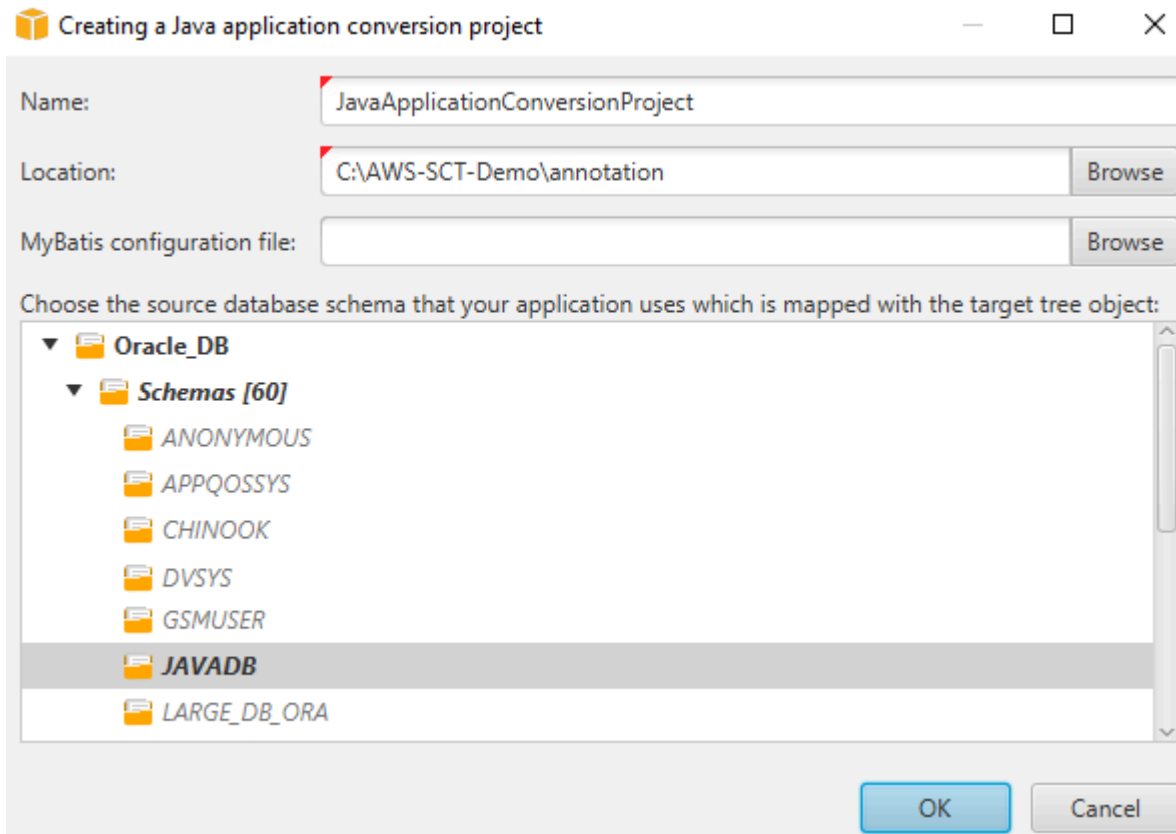 Creating a Java application conversion project
Name: JavaApplicationConversionProject
Location: C:\AWS-SCT-Demo\annotation Browse
MyBatis configuration file: Browse
Choose the source database schema that your application uses which is mapped with the target tree object:
Oracle_DB
Schemas [60]
ANONYMOUS
APPQOSSYS
CHINOOK
DVSYS
GSMUSER
JAVADB
LARGE_DB_ORA
OK Cancel